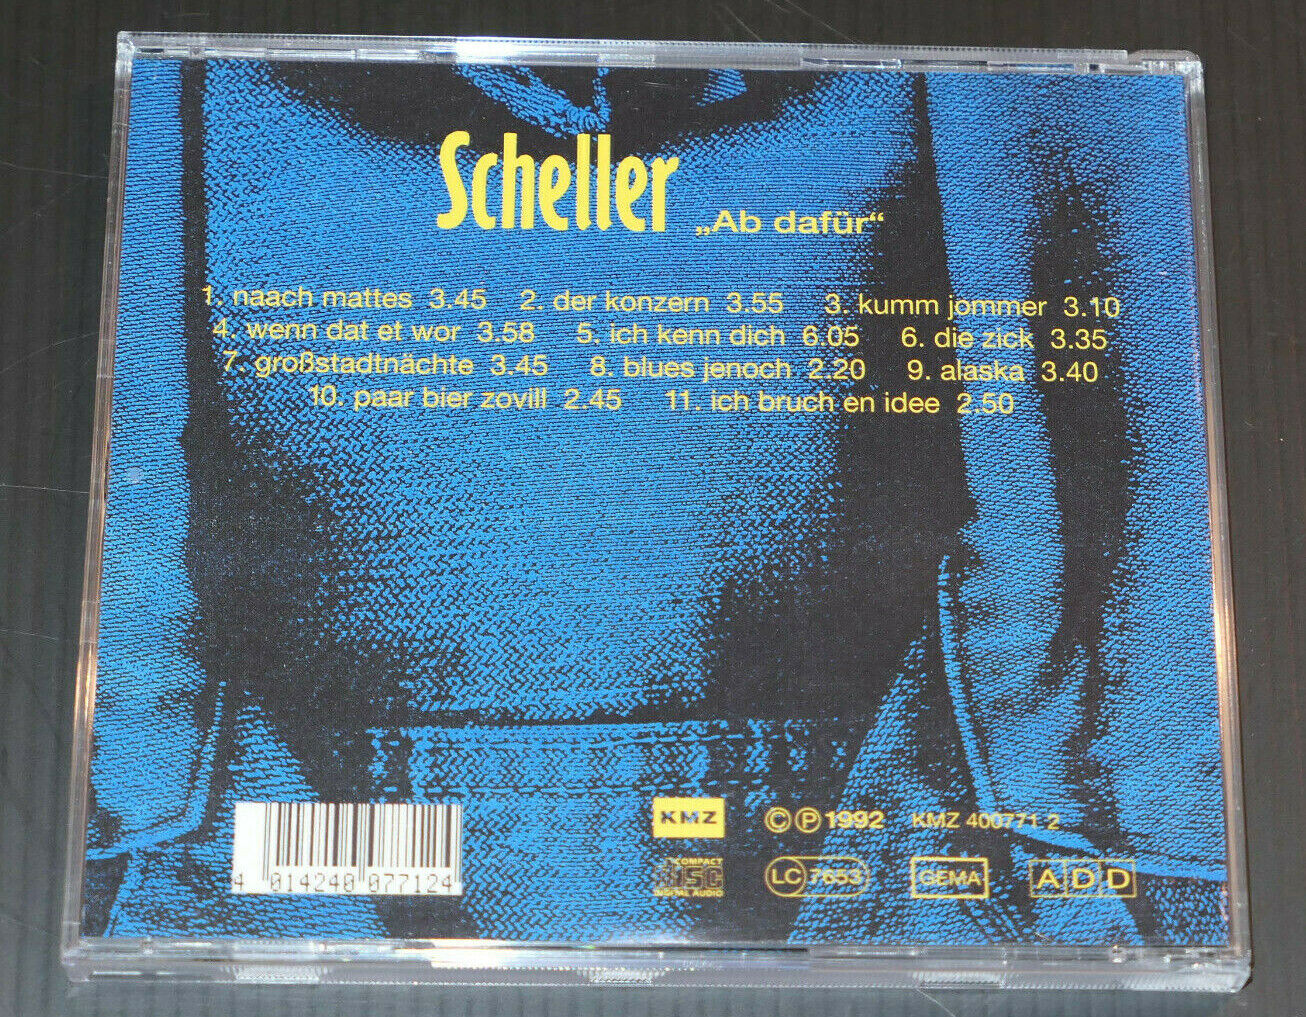 Scheller „Ab dafür“
1. naach mattes 3.45 2. der konzern 3.55 3. kumm jommer 3.10
4. wenn dat et wor 3.58 5. ich kenn dich 6.05 6. die zick 3.35
7. großstadtnächte 3.45 8. blues jenoch 2.20 9. alaska 3.40
10. paar bier zovill 2.45 11. ich bruch en idee 2.50
KMZ ©℗1992 KMZ 400771 2
COMPACT
disc
DIGITAL AUDIO
LC 7653 GEMA ADD
4 014240 077124